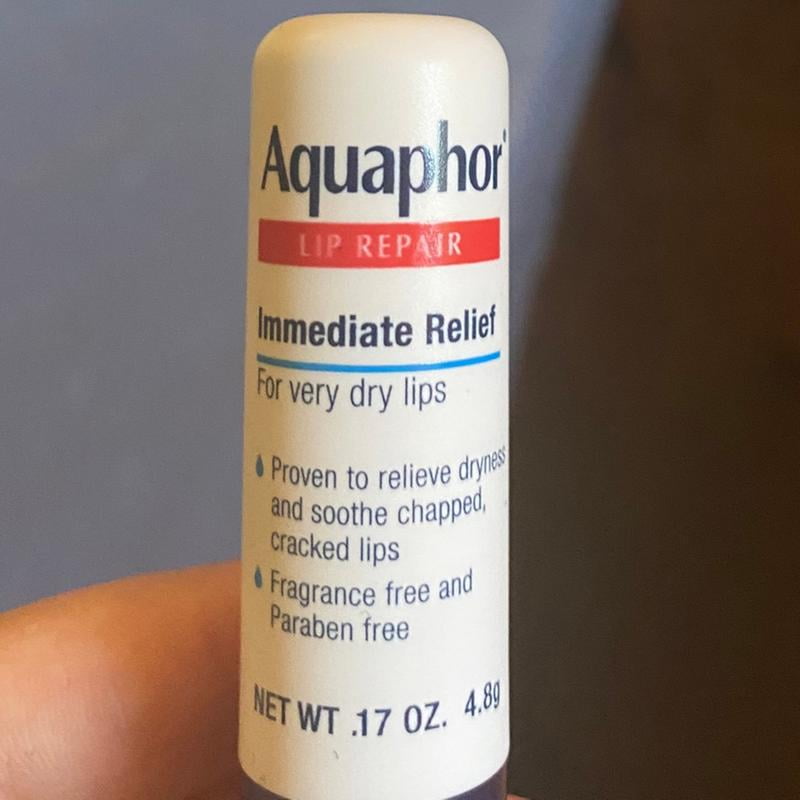 Aquaphor
LIP REPAIR
Immediate Relief
For very dry lips
Proven to relieve dryness
and soothe chapped,
cracked lips
Fragrance free and
Paraben free
NET WT .17 OZ. 4.8g